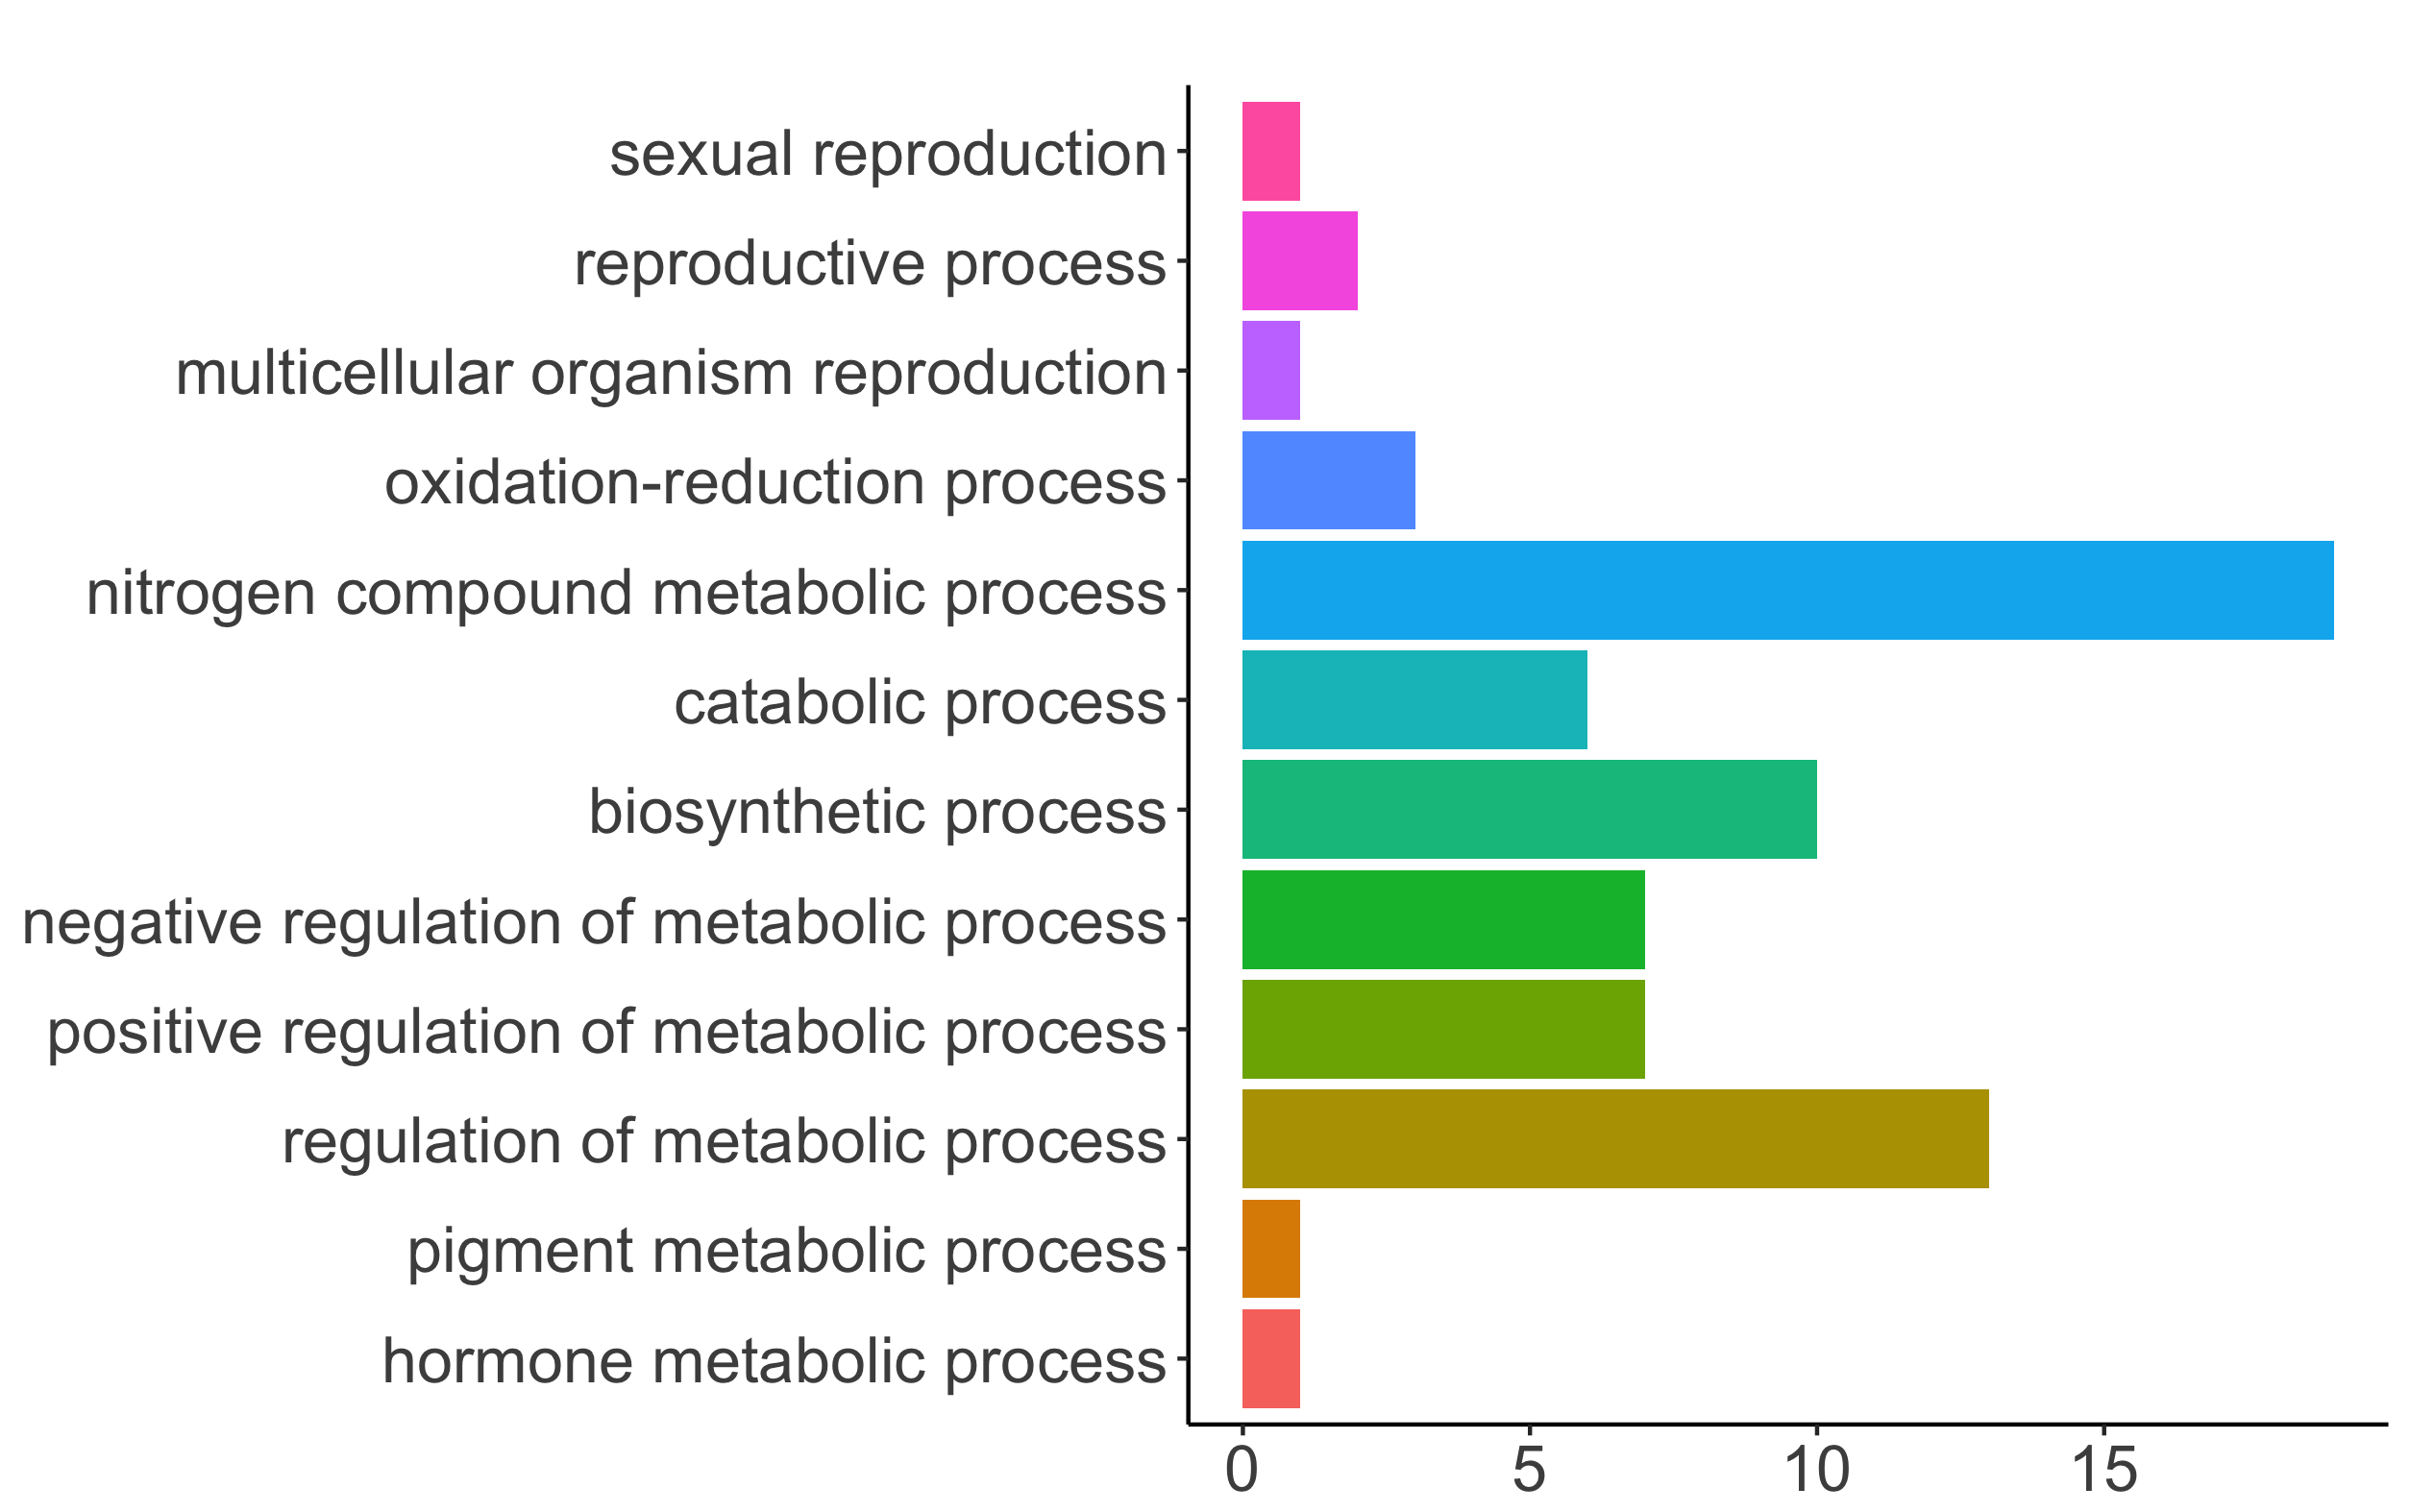 sexual reproduction
reproductive process
multicellular organism reproduction
oxidation-reduction process
nitrogen compound metabolic process
catabolic process
biosynthetic process
negative regulation of metabolic process
positive regulation of metabolic process
regulation of metabolic process
pigment metabolic process
hormone metabolic process
0 5 10 15